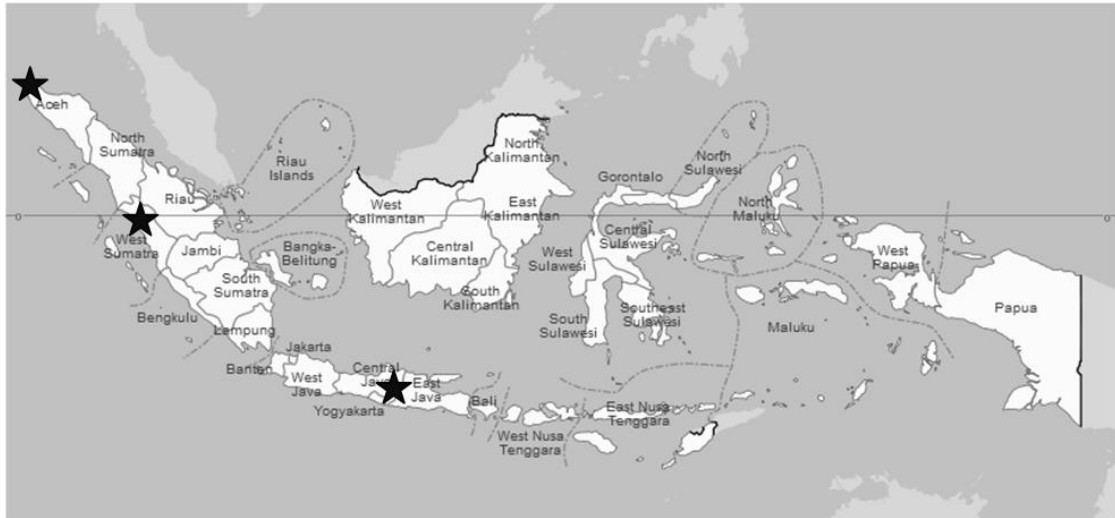 Aceh
North
Sumatra
Riau
Islands
Riau
West
Sumatra
Jambi
Bangka-
Belitung
South
Sumatra
Bengkulu
Lampung
Jakarta
Banten
West
Java
Central
Java
Yogyakarta
East
Java
Bali
West Nusa
Tenggara
East Nusa
Tenggara
North
Kalimantan
West
Kalimantan
East
Kalimantan
Central
Kalimantan
South
Kalimantan
Gorontalo
North
Sulawesi
Central
Sulawesi
West
Sulawesi
South
Sulawesi
Southeast
Sulawesi
North
Maluku
Maluku
West
Papua
Papua
0
0